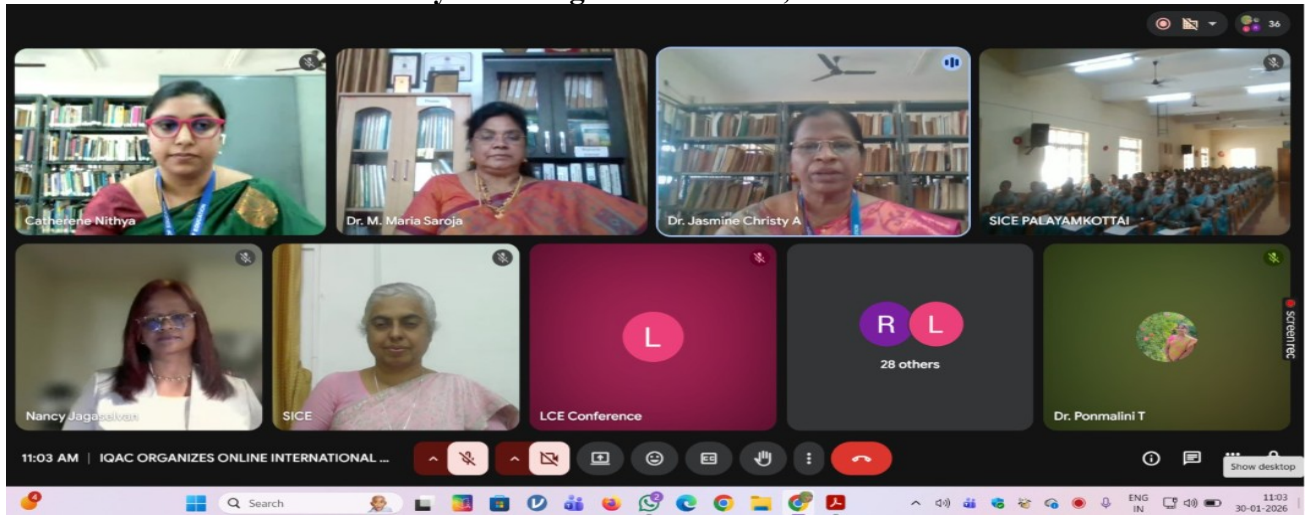 36
Catherene Nithya
Dr. M. Maria Saroja
Dr. Jasmine Christy A
SICE PALAYAMKOTTAI
Nancy Jagaselvan
SICE
L
LCE Conference
R L
28 others
Dr. Ponmalini T
screenrec
11:03 AM | IQAC ORGANIZES ONLINE INTERNATIONAL ...
Show desktop
4
Search
2
ENG
IN
11:03
30-01-2026